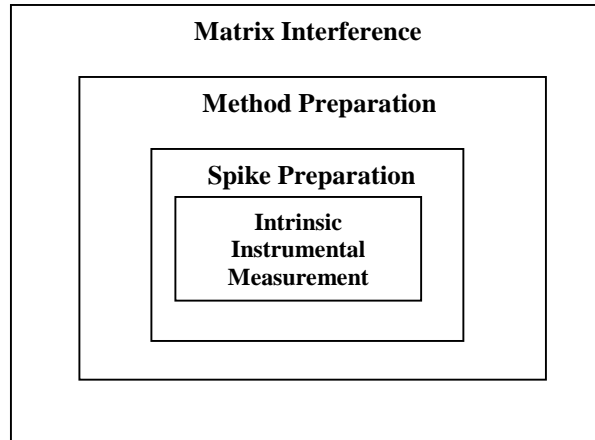 Matrix Interference
Method Preparation
Spike Preparation
Intrinsic
Instrumental
Measurement